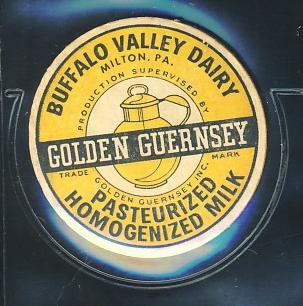 BUFFALO VALLEY DAIRY
MILTON, PA.
PRODUCTION SUPERVISED BY
GOLDEN GUERNSEY
TRADE MARK
GOLDEN GUERNSEY INC.
PASTEURIZED
HOMOGENIZED MILK